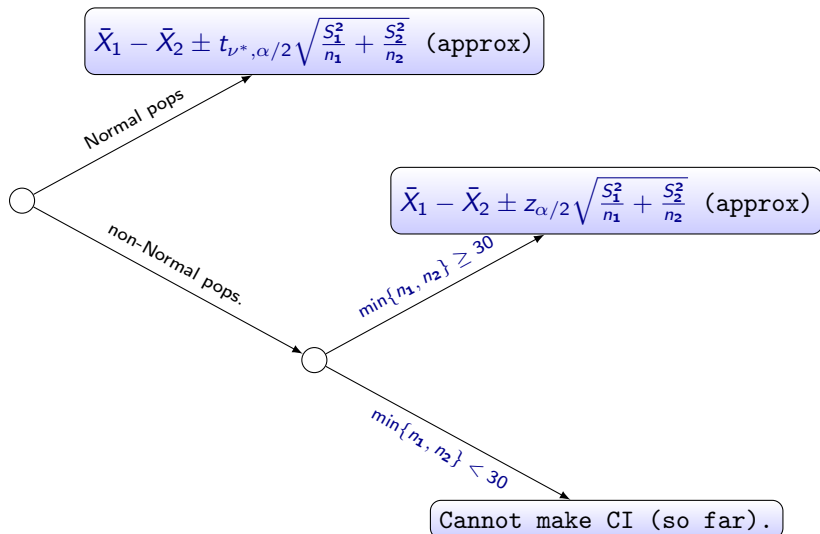 X̄₁ − X̄₂ ± t_{ν*,α/2}√(S₁²/n₁ + S₂²/n₂) (approx)
Normal pops
X̄₁ − X̄₂ ± z_{α/2}√(S₁²/n₁ + S₂²/n₂) (approx)
non-Normal pops.
min{n₁, n₂} ≥ 30
min{n₁, n₂} < 30
Cannot make CI (so far).